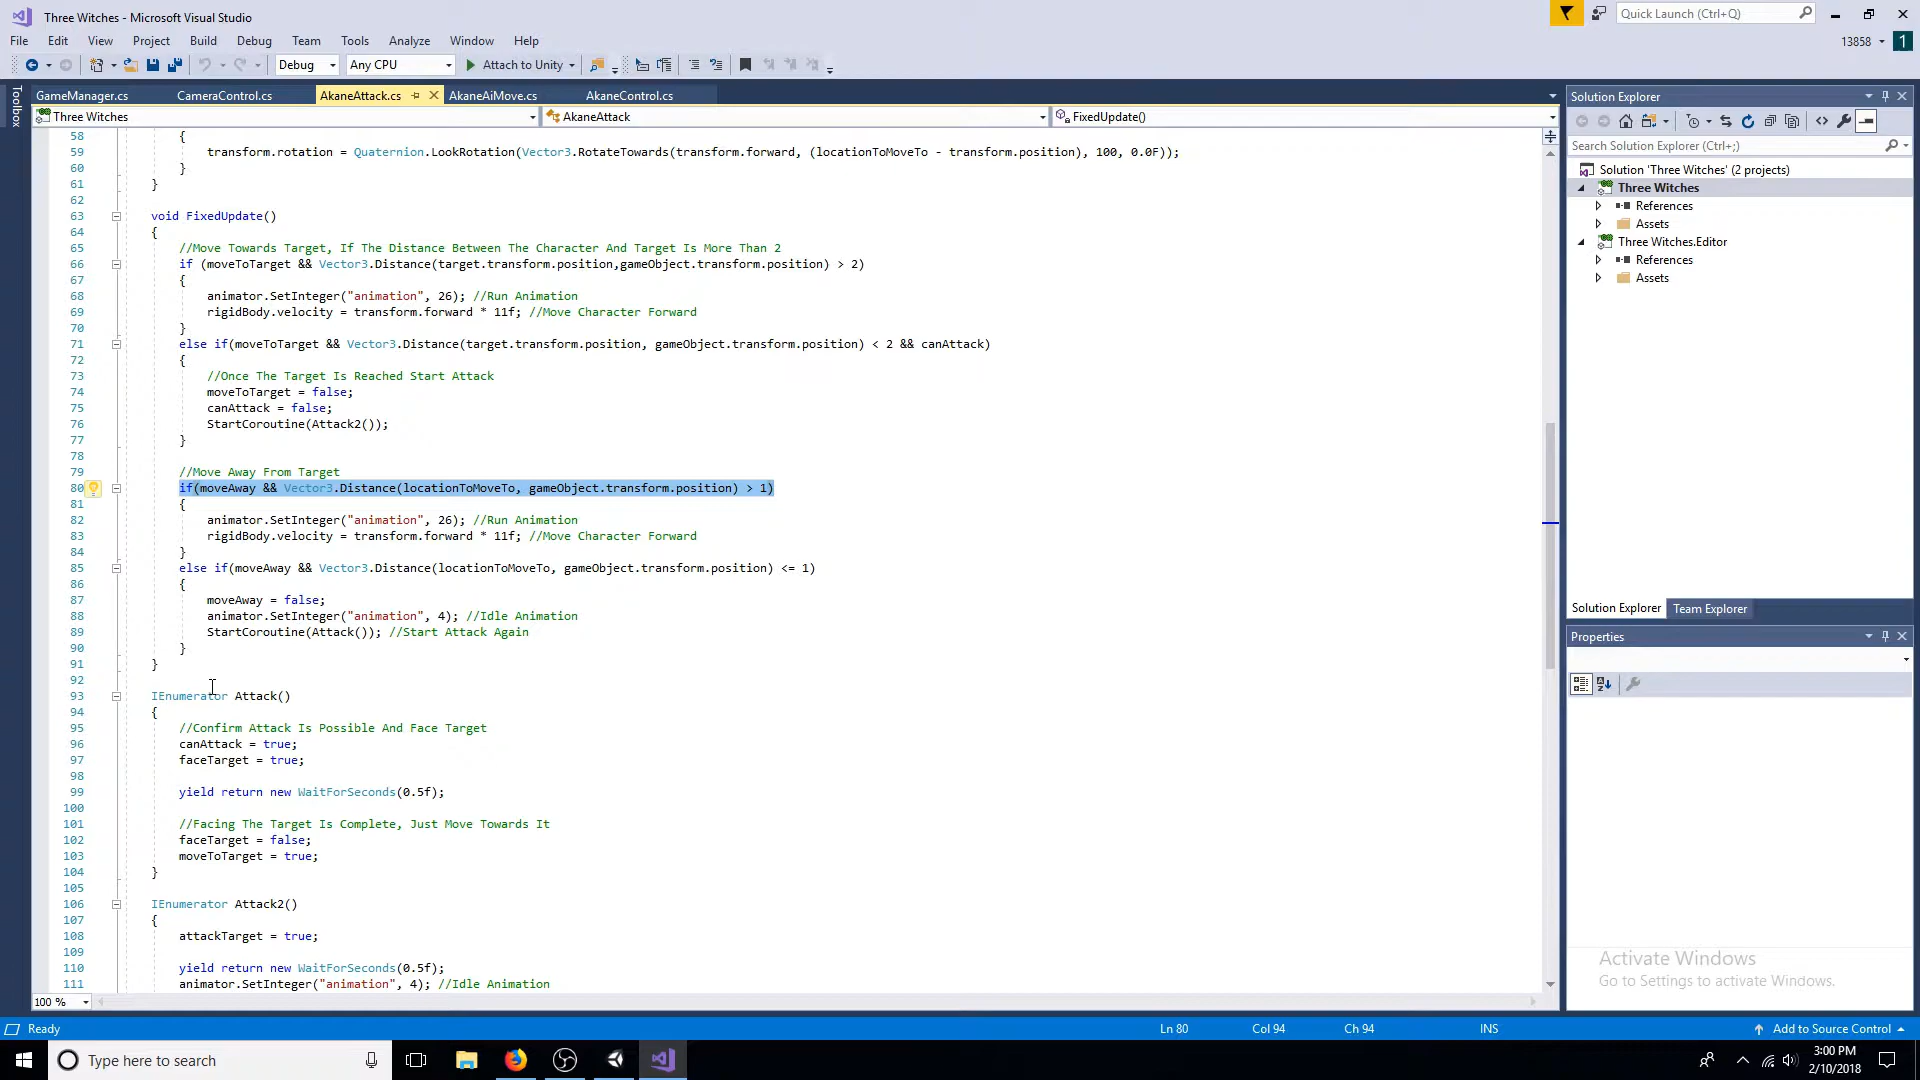 Three Witches - Microsoft Visual Studio
Quick Launch (Ctrl+Q)
File Edit View Project Build Debug Team Tools Analyze Window Help
13858
1
Debug Any CPU Attach to Unity
Toolbox
GameManager.cs CameraControl.cs AkaneAttack.cs AkaneAiMove.cs AkaneControl.cs
Three Witches AkaneAttack FixedUpdate()
58 {
59 transform.rotation = Quaternion.LookRotation(Vector3.RotateTowards(transform.forward, (locationToMoveTo - transform.position), 100, 0.0F));
60 }
61 }
62
63 void FixedUpdate()
64 {
65 //Move Towards Target, If The Distance Between The Character And Target Is More Than 2
66 if (moveToTarget && Vector3.Distance(target.transform.position,gameObject.transform.position) > 2)
67 {
68 animator.SetInteger("animation", 26); //Run Animation
69 rigidBody.velocity = transform.forward * 11f; //Move Character Forward
70 }
71 else if(moveToTarget && Vector3.Distance(target.transform.position, gameObject.transform.position) < 2 && canAttack)
72 {
73 //Once The Target Is Reached Start Attack
74 moveToTarget = false;
75 canAttack = false;
76 StartCoroutine(Attack2());
77 }
78
79 //Move Away From Target
80 if(moveAway && Vector3.Distance(locationToMoveTo, gameObject.transform.position) > 1)
81 {
82 animator.SetInteger("animation", 26); //Run Animation
83 rigidBody.velocity = transform.forward * 11f; //Move Character Forward
84 }
85 else if(moveAway && Vector3.Distance(locationToMoveTo, gameObject.transform.position) <= 1)
86 {
87 moveAway = false;
88 animator.SetInteger("animation", 4); //Idle Animation
89 StartCoroutine(Attack()); //Start Attack Again
90 }
91 }
92
93 IEnumerator Attack()
94 {
95 //Confirm Attack Is Possible And Face Target
96 canAttack = true;
97 faceTarget = true;
98
99 yield return new WaitForSeconds(0.5f);
100
101 //Facing The Target Is Complete, Just Move Towards It
102 faceTarget = false;
103 moveToTarget = true;
104 }
105
106 IEnumerator Attack2()
107 {
108 attackTarget = true;
109
110 yield return new WaitForSeconds(0.5f);
111 animator.SetInteger("animation", 4); //Idle Animation
100 %
Solution Explorer
Search Solution Explorer (Ctrl+;)
Solution 'Three Witches' (2 projects)
Three Witches
References
Assets
Three Witches.Editor
References
Assets
Solution Explorer Team Explorer
Properties
Activate Windows
Go to Settings to activate Windows.
Ready Ln 80 Col 94 Ch 94 INS Add to Source Control
Type here to search
3:00 PM
2/10/2018